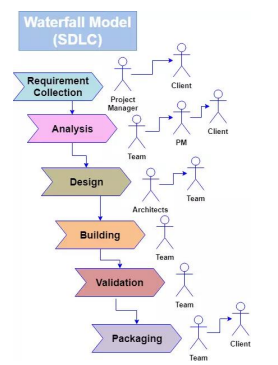 Waterfall Model
(SDLC)
Requirement
Collection
Project
Manager
Client
Analysis
Team
PM
Client
Design
Architects
Team
Building
Team
Validation
Team
Packaging
Team
Client